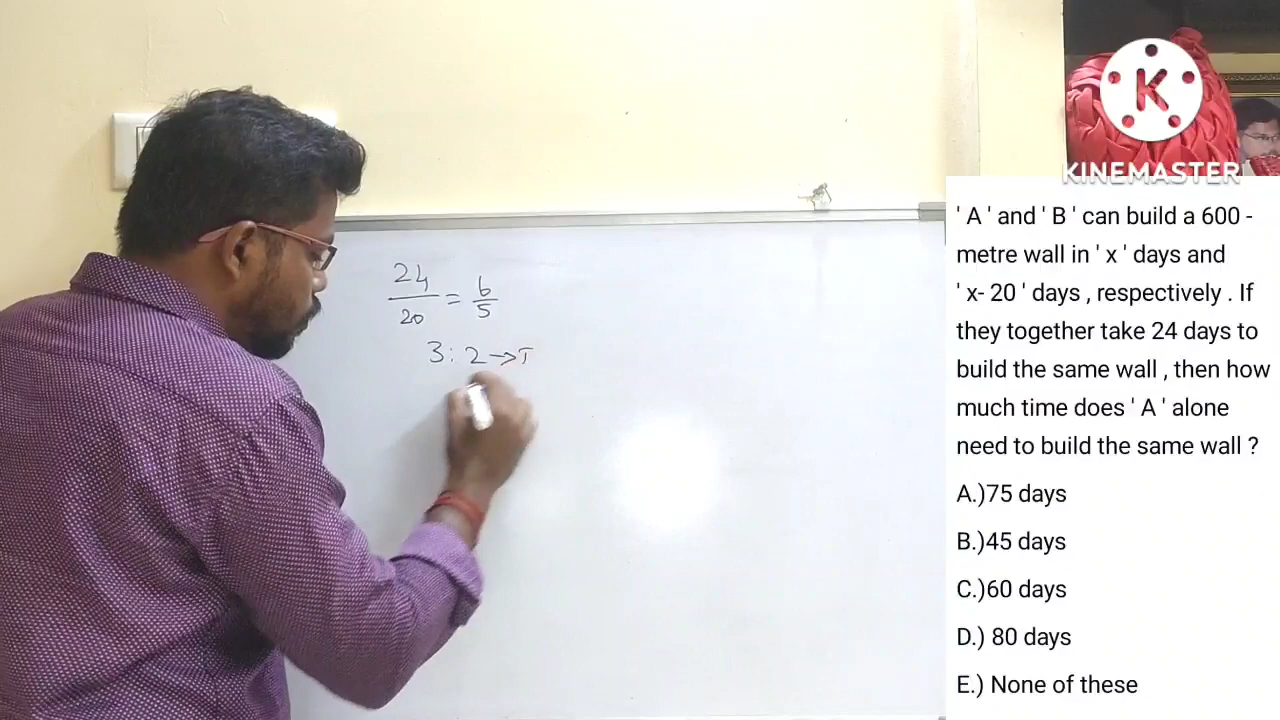 K
KINEMASTER
24/20 = 6/5
3:2→T
' A ' and ' B ' can build a 600 -
metre wall in ' x ' days and
' x- 20 ' days , respectively . If
they together take 24 days to
build the same wall , then how
much time does ' A ' alone
need to build the same wall ?
A.)75 days
B.)45 days
C.)60 days
D.) 80 days
E.) None of these